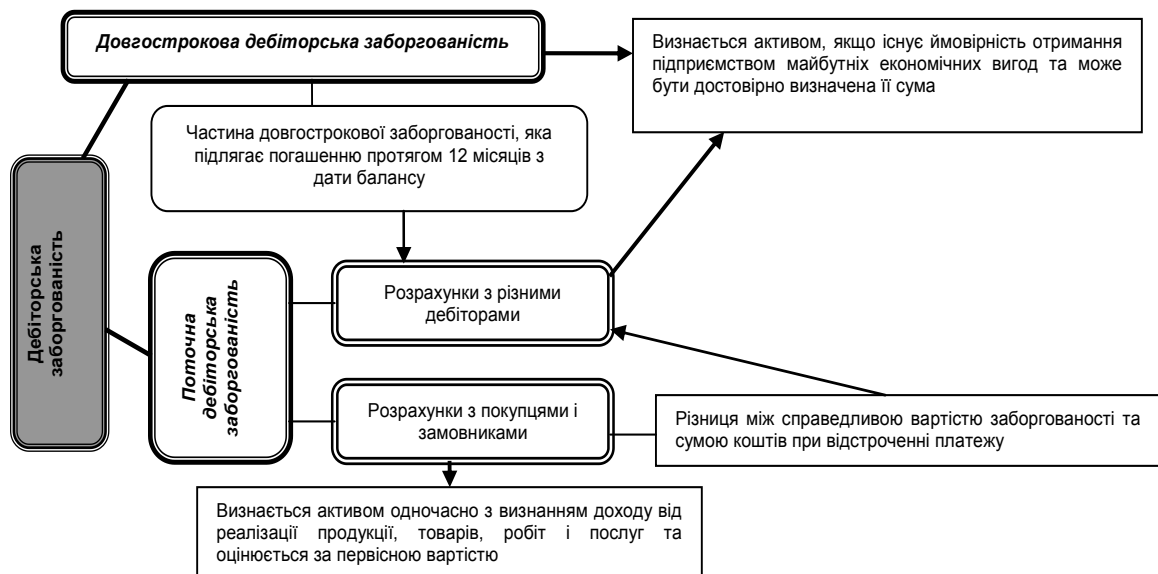 Довгострокова дебіторська заборгованість
Визнається активом, якщо існує ймовірність отримання
підприємством майбутніх економічних вигод та може
бути достовірно визначена її сума
Частина довгострокової заборгованості, яка
підлягає погашенню протягом 12 місяців з
дати балансу
Дебіторська
заборгованість
Поточна
дебіторська
заборгованість
Розрахунки з різними
дебіторами
Розрахунки з покупцями і
замовниками
Різниця між справедливою вартістю заборгованості та
сумою коштів при відстроченні платежу
Визнається активом одночасно з визнанням доходу від
реалізації продукції, товарів, робіт і послуг та
оцінюється за первісною вартістю